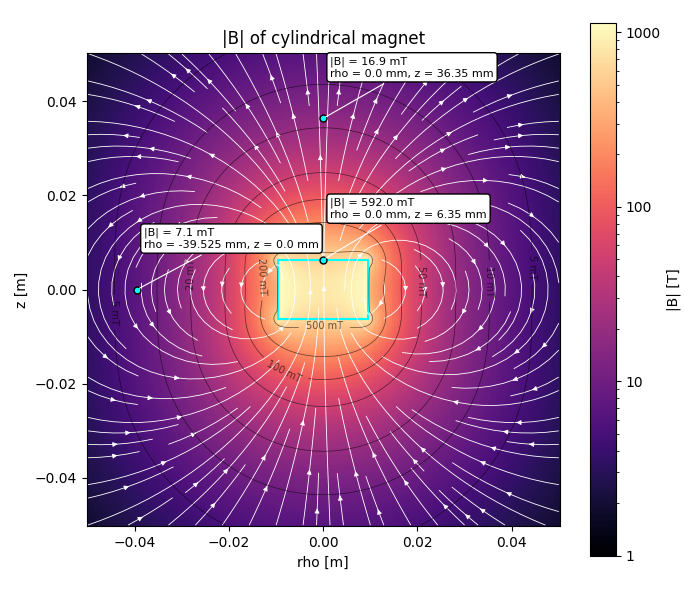 |B| of cylindrical magnet
|B| = 16.9 mT
rho = 0.0 mm, z = 36.35 mm
|B| = 592.0 mT
rho = 0.0 mm, z = 6.35 mm
|B| = 7.1 mT
rho = -39.525 mm, z = 0.0 mm
200 mT
20 m
50 mT
5 mT
500 mT
100 mT
0.04
0.02
0.00
−0.02
−0.04
z [m]
−0.04
−0.02
0.00
0.02
0.04
rho [m]
1000
100
10
1
|B| [T]